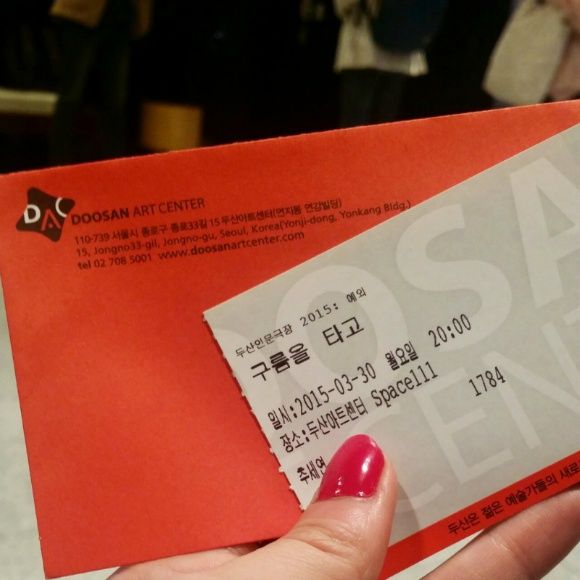 DAC DOOSAN ART CENTER
110-739 서울시 종로구 종로33길 15 두산아트센터(연지동 연강빌딩)
15, Jongno33-gil, Jongno-gu, Seoul, Korea(Yonji-dong, Yonkang Bldg.)
tel 02 708 5001 www.doosanartcenter.com
두산인문극장 2015: 예외
구름을 타고
일시:2015-03-30 월요일 20:00
장소:두산아트센터 Space111
1784
추세연
DOOSA
CENT
두산은 젊은 예술가들의 새로